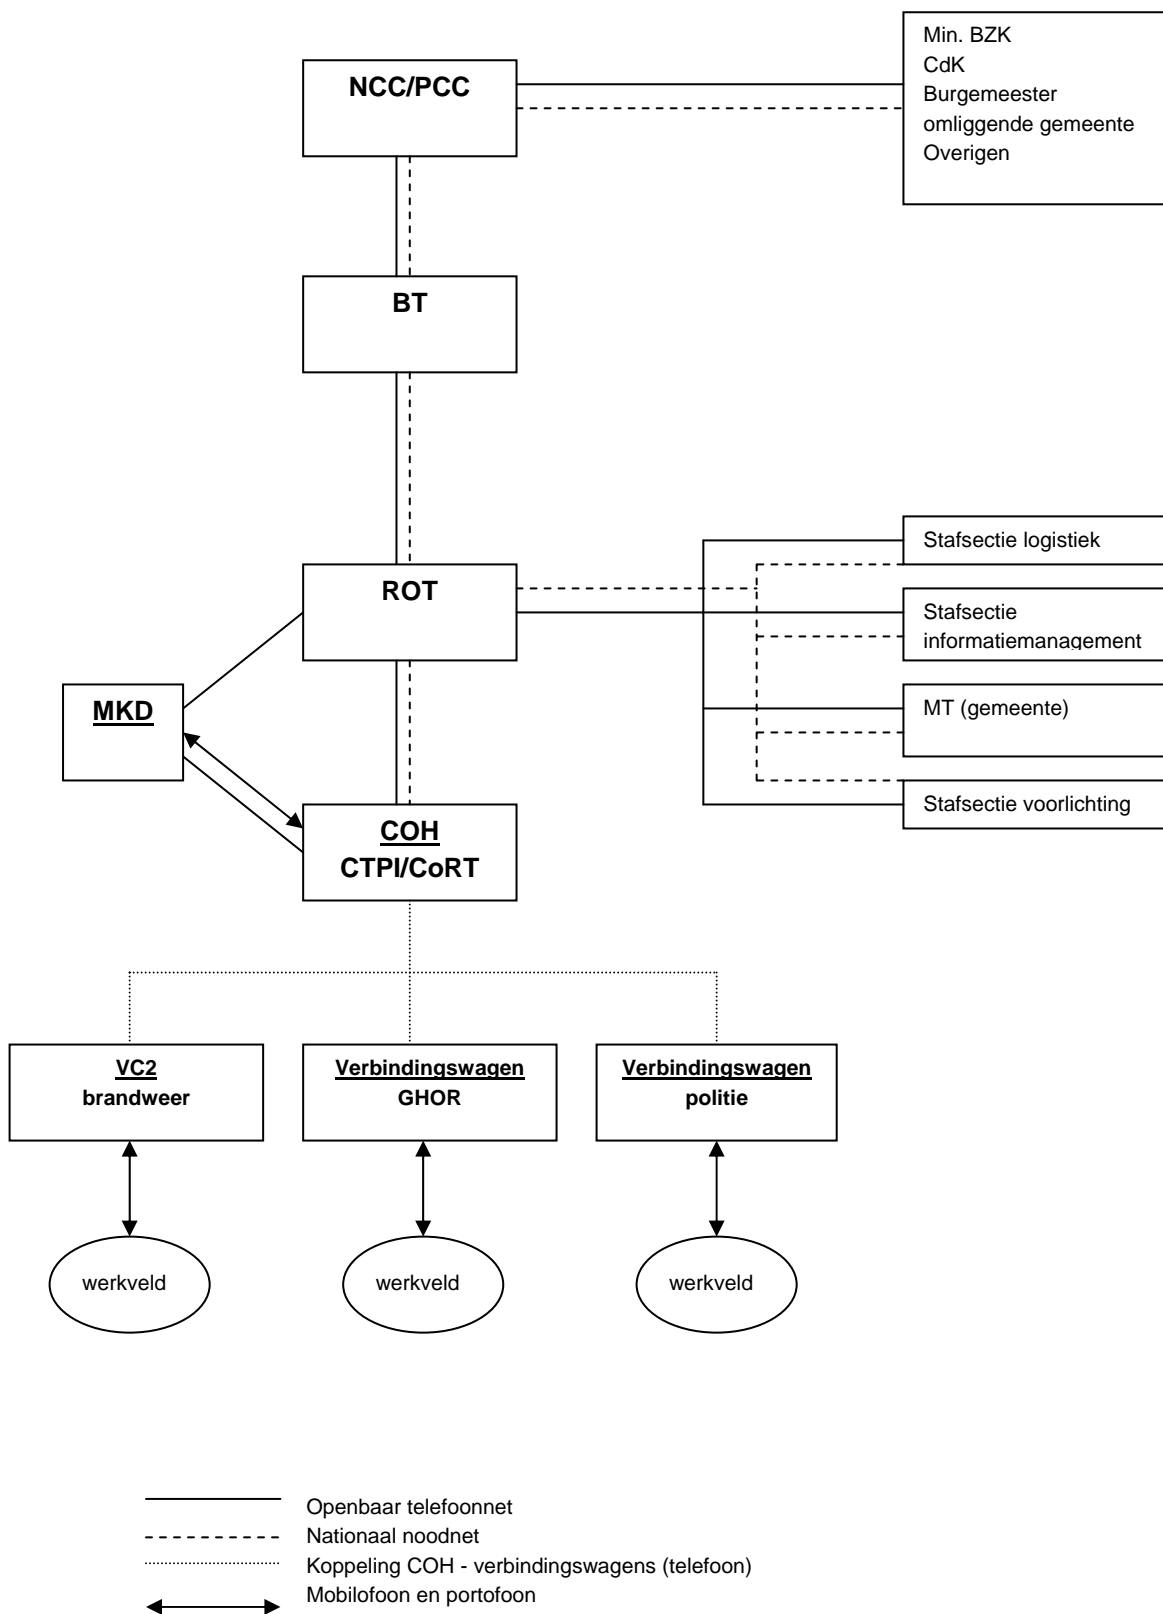 NCC/PCC
Min. BZK
CdK
Burgemeester
omliggende gemeente
Overigen
BT
ROT
Stafsectie logistiek
Stafsectie
informatiemanagement
MKD
MT (gemeente)
Stafsectie voorlichting
COH
CTPI/CoRT
VC2
brandweer
Verbindingswagen
GHOR
Verbindingswagen
politie
werkveld
werkveld
werkveld
Openbaar telefoonnet
Nationaal noodnet
Koppeling COH - verbindingswagens (telefoon)
Mobilofoon en portofoon